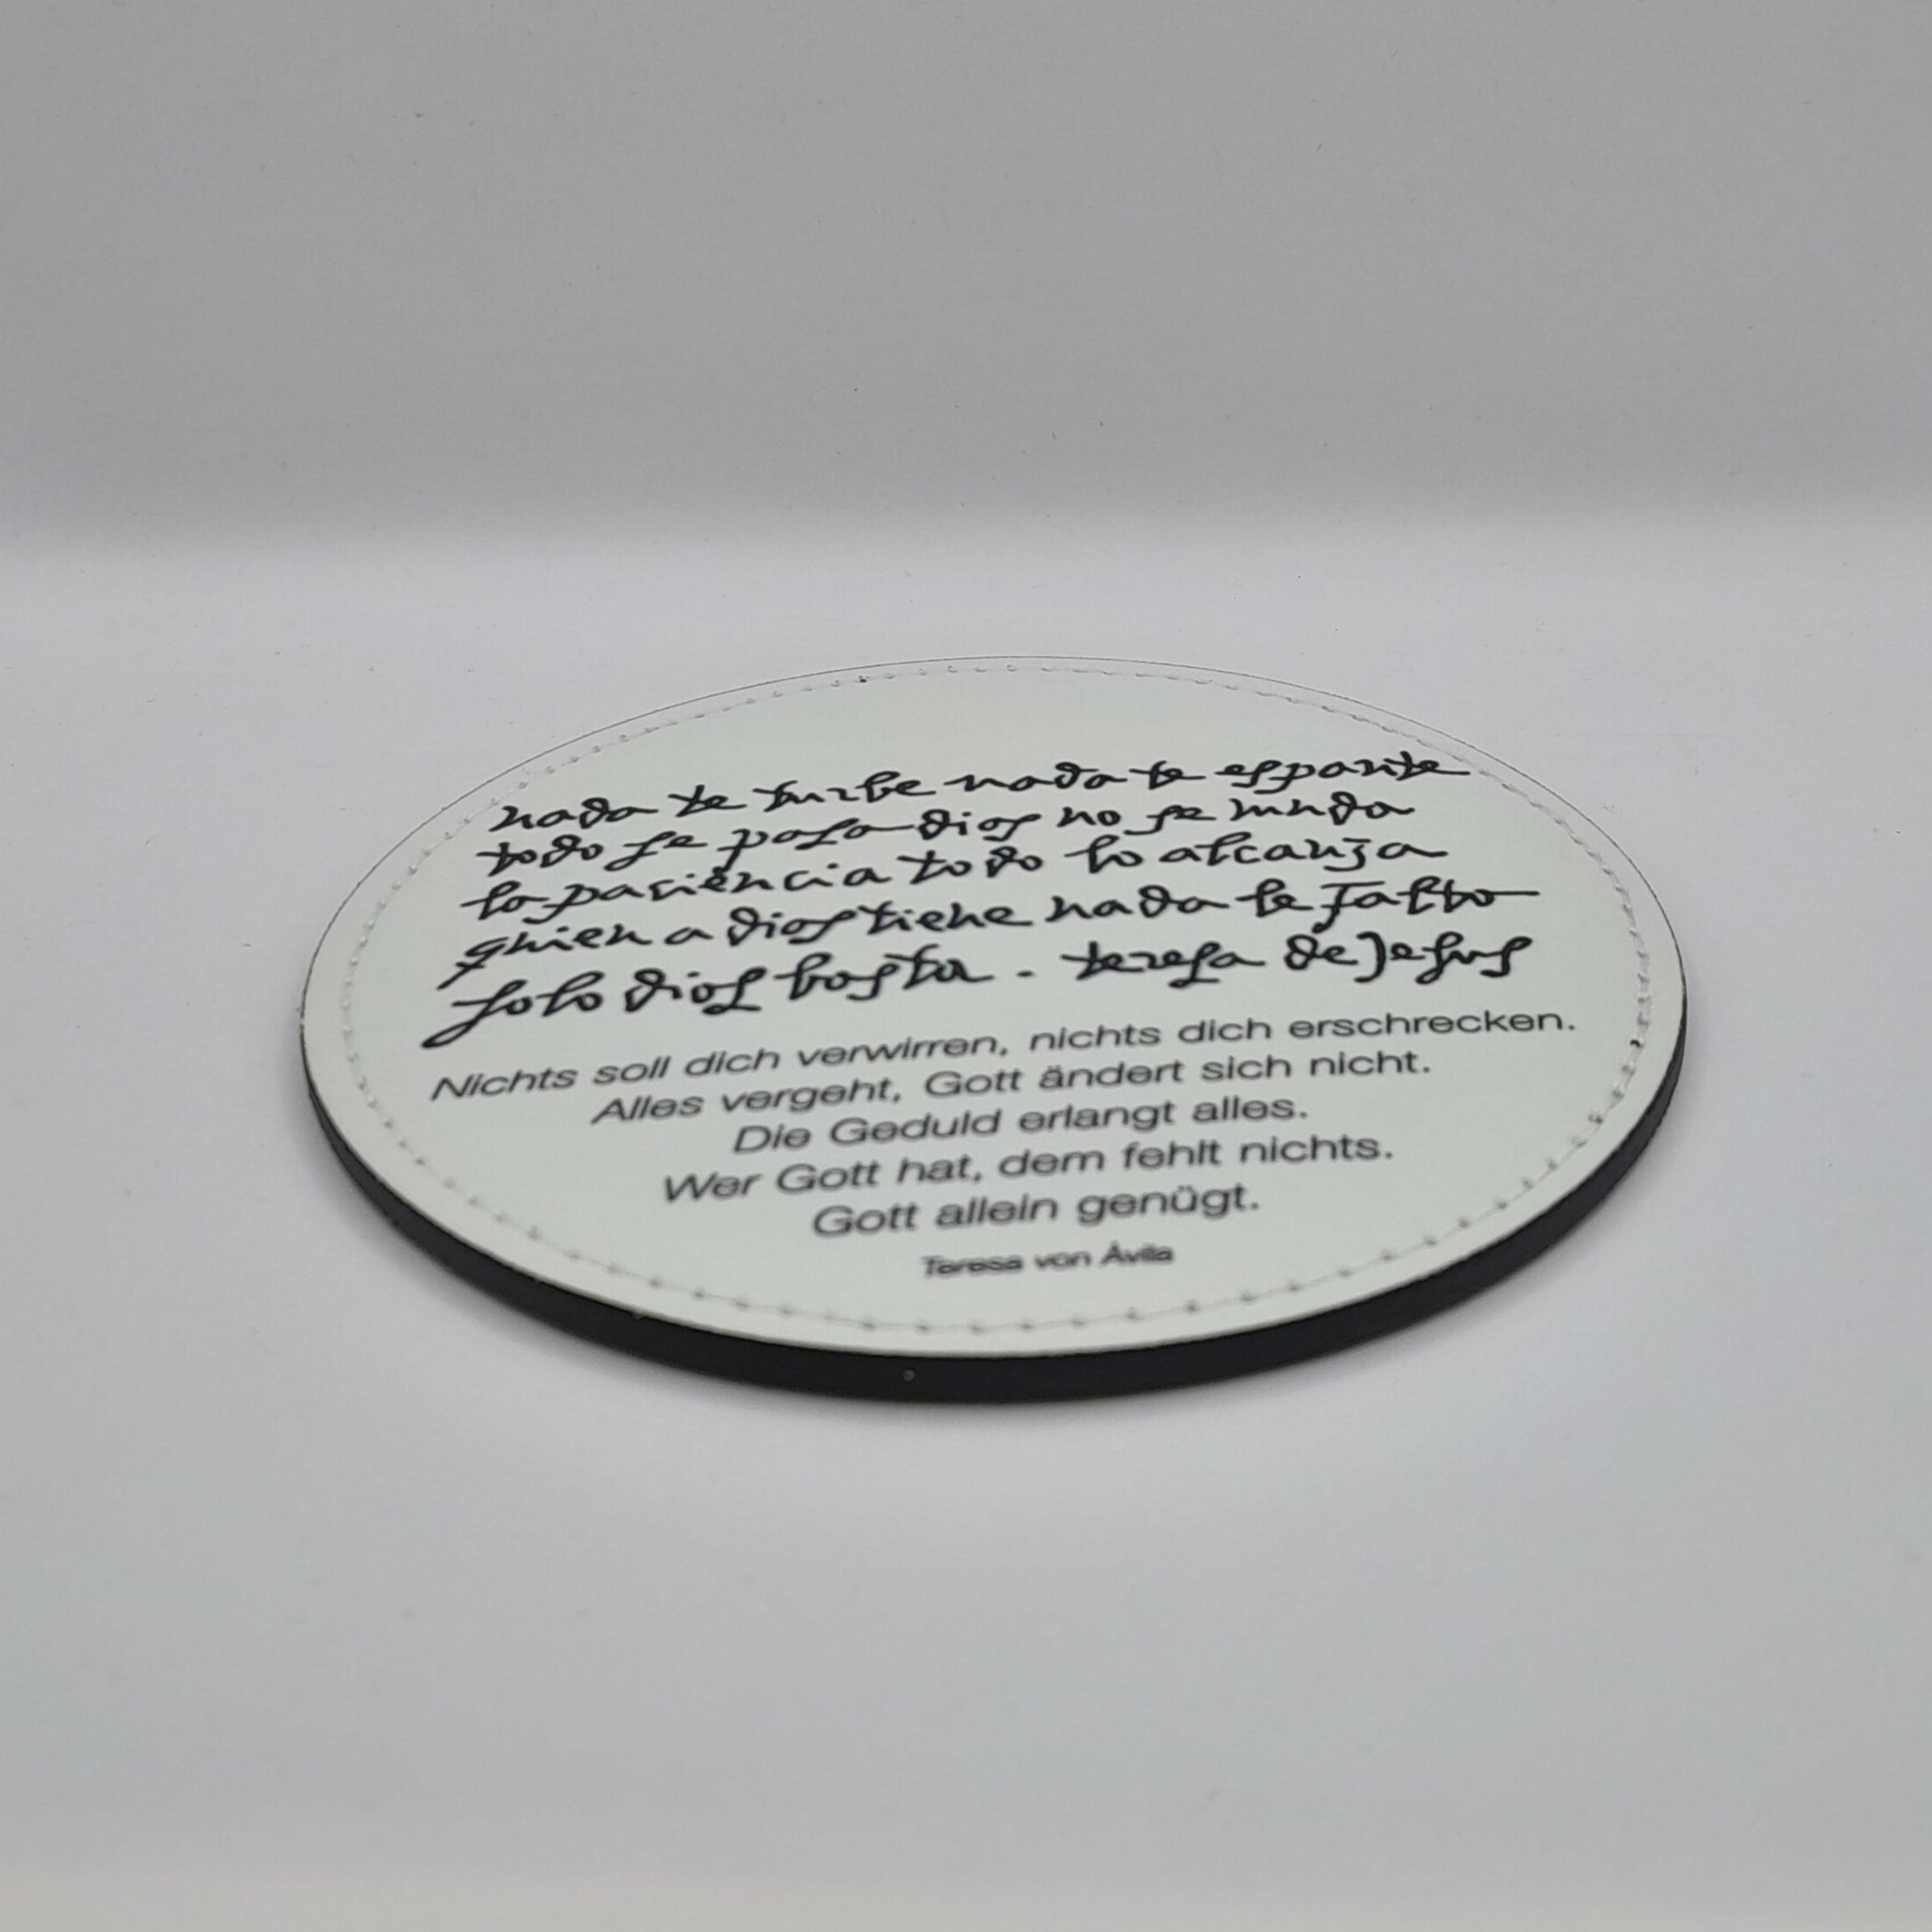 nada te turbe nada te espante
todo se pasa dios no se muda
la paciencia todo lo alcanza
quien a dios tiene nada le falta
solo dios basta . teresa de Jesus
Nichts soll dich verwirren, nichts dich erschrecken.
Alles vergeht, Gott ändert sich nicht.
Die Geduld erlangt alles.
Wer Gott hat, dem fehlt nichts.
Gott allein genügt.
Teresa von Ávila